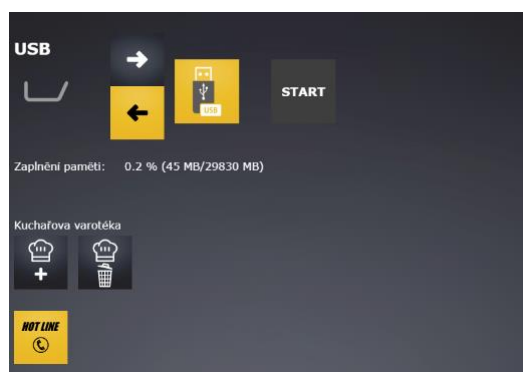 USB
USB
START
Zaplnění paměti: 0.2 % (45 MB/29830 MB)
Kuchařova varotéka
HOT LINE